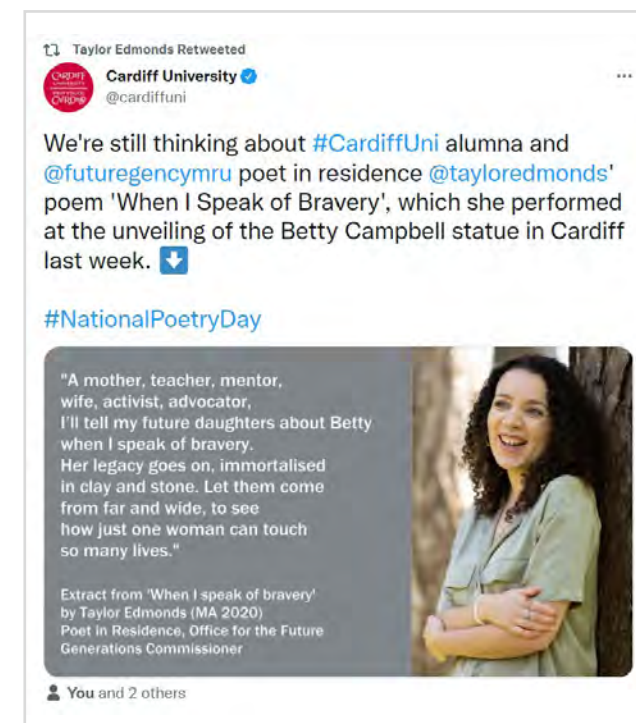 Taylor Edmonds Retweeted
Cardiff University
@cardiffuni
We're still thinking about #CardiffUni alumna and
@futuregencymru poet in residence @tayloredmonds'
poem 'When I Speak of Bravery', which she performed
at the unveiling of the Betty Campbell statue in Cardiff
last week.
#NationalPoetryDay
"A mother, teacher, mentor,
wife, activist, advocator,
I'll tell my future daughters about Betty
when I speak of bravery.
Her legacy goes on, immortalised
in clay and stone. Let them come
from far and wide, to see
how just one woman can touch
so many lives."
Extract from 'When I speak of bravery'
by Taylor Edmonds (MA 2020)
Poet in Residence, Office for the Future
Generations Commissioner
You and 2 others